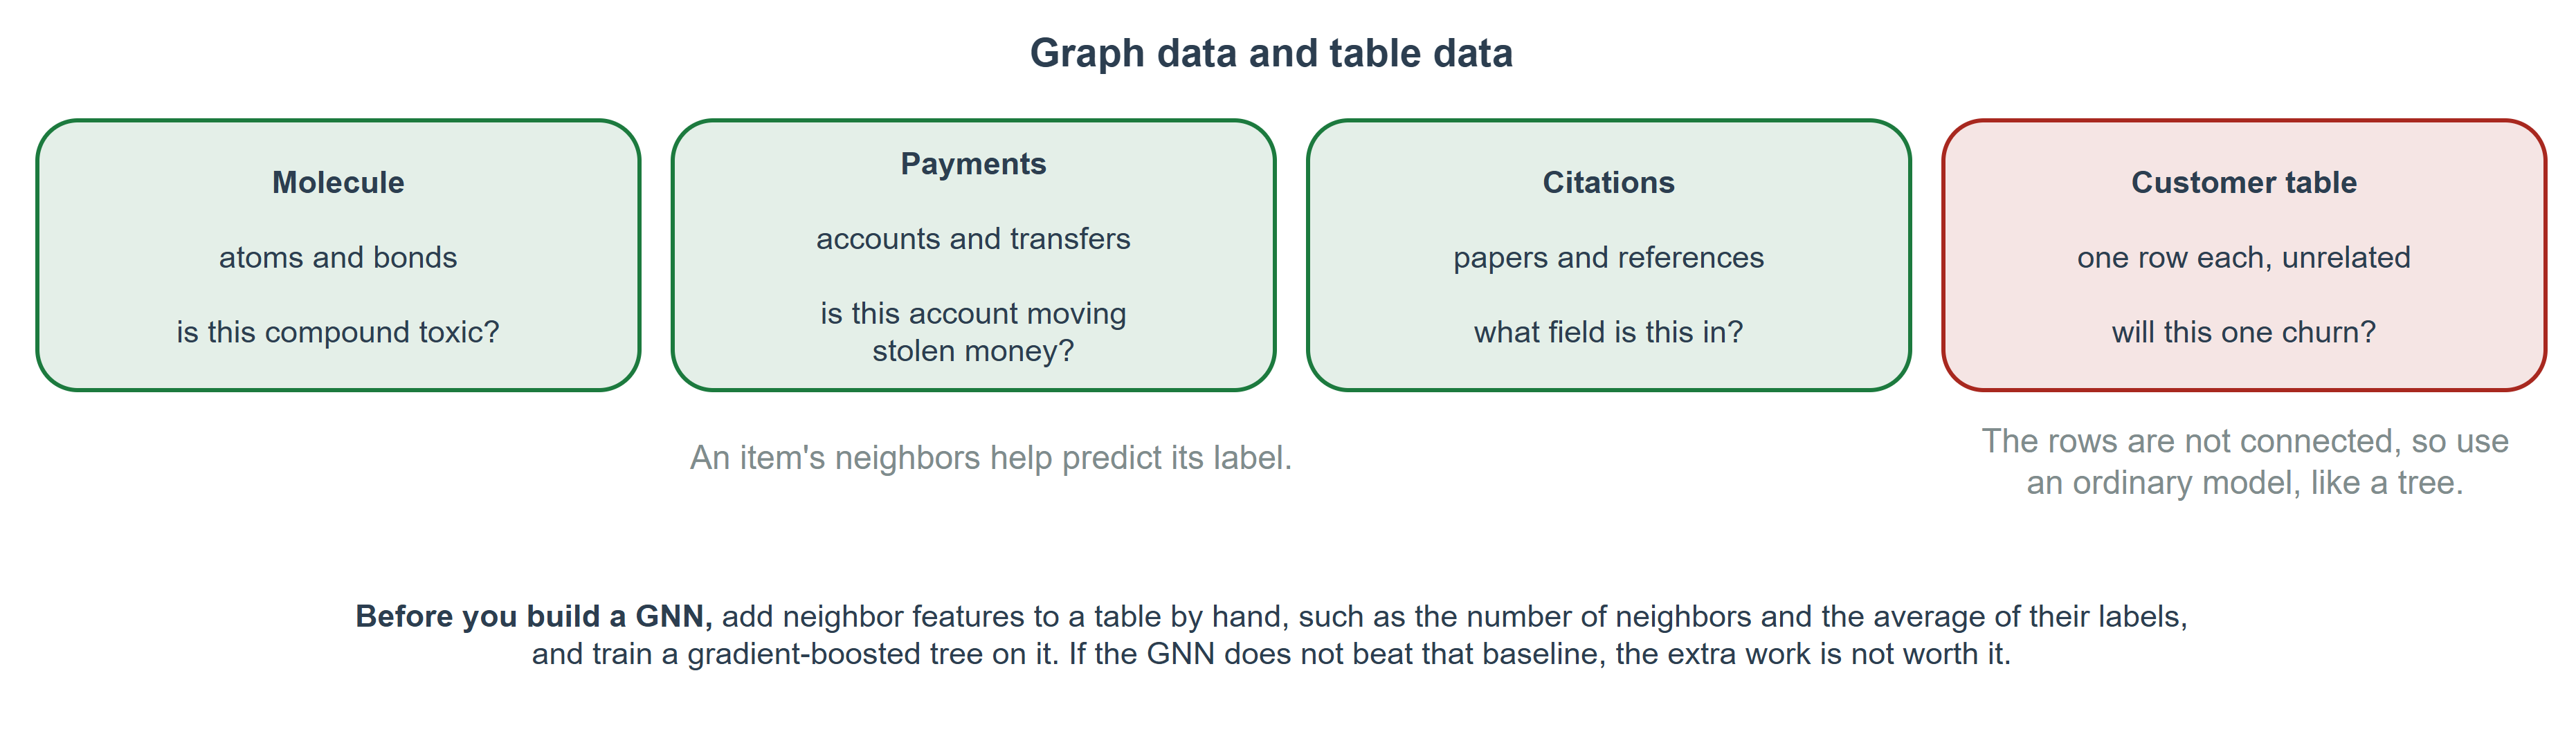 Graph data and table data
Molecule
atoms and bonds
is this compound toxic?
Payments
accounts and transfers
is this account moving
stolen money?
Citations
papers and references
what field is this in?
Customer table
one row each, unrelated
will this one churn?
An item's neighbors help predict its label.
The rows are not connected, so use
an ordinary model, like a tree.
Before you build a GNN, add neighbor features to a table by hand, such as the number of neighbors and the average of their labels,
and train a gradient-boosted tree on it. If the GNN does not beat that baseline, the extra work is not worth it.